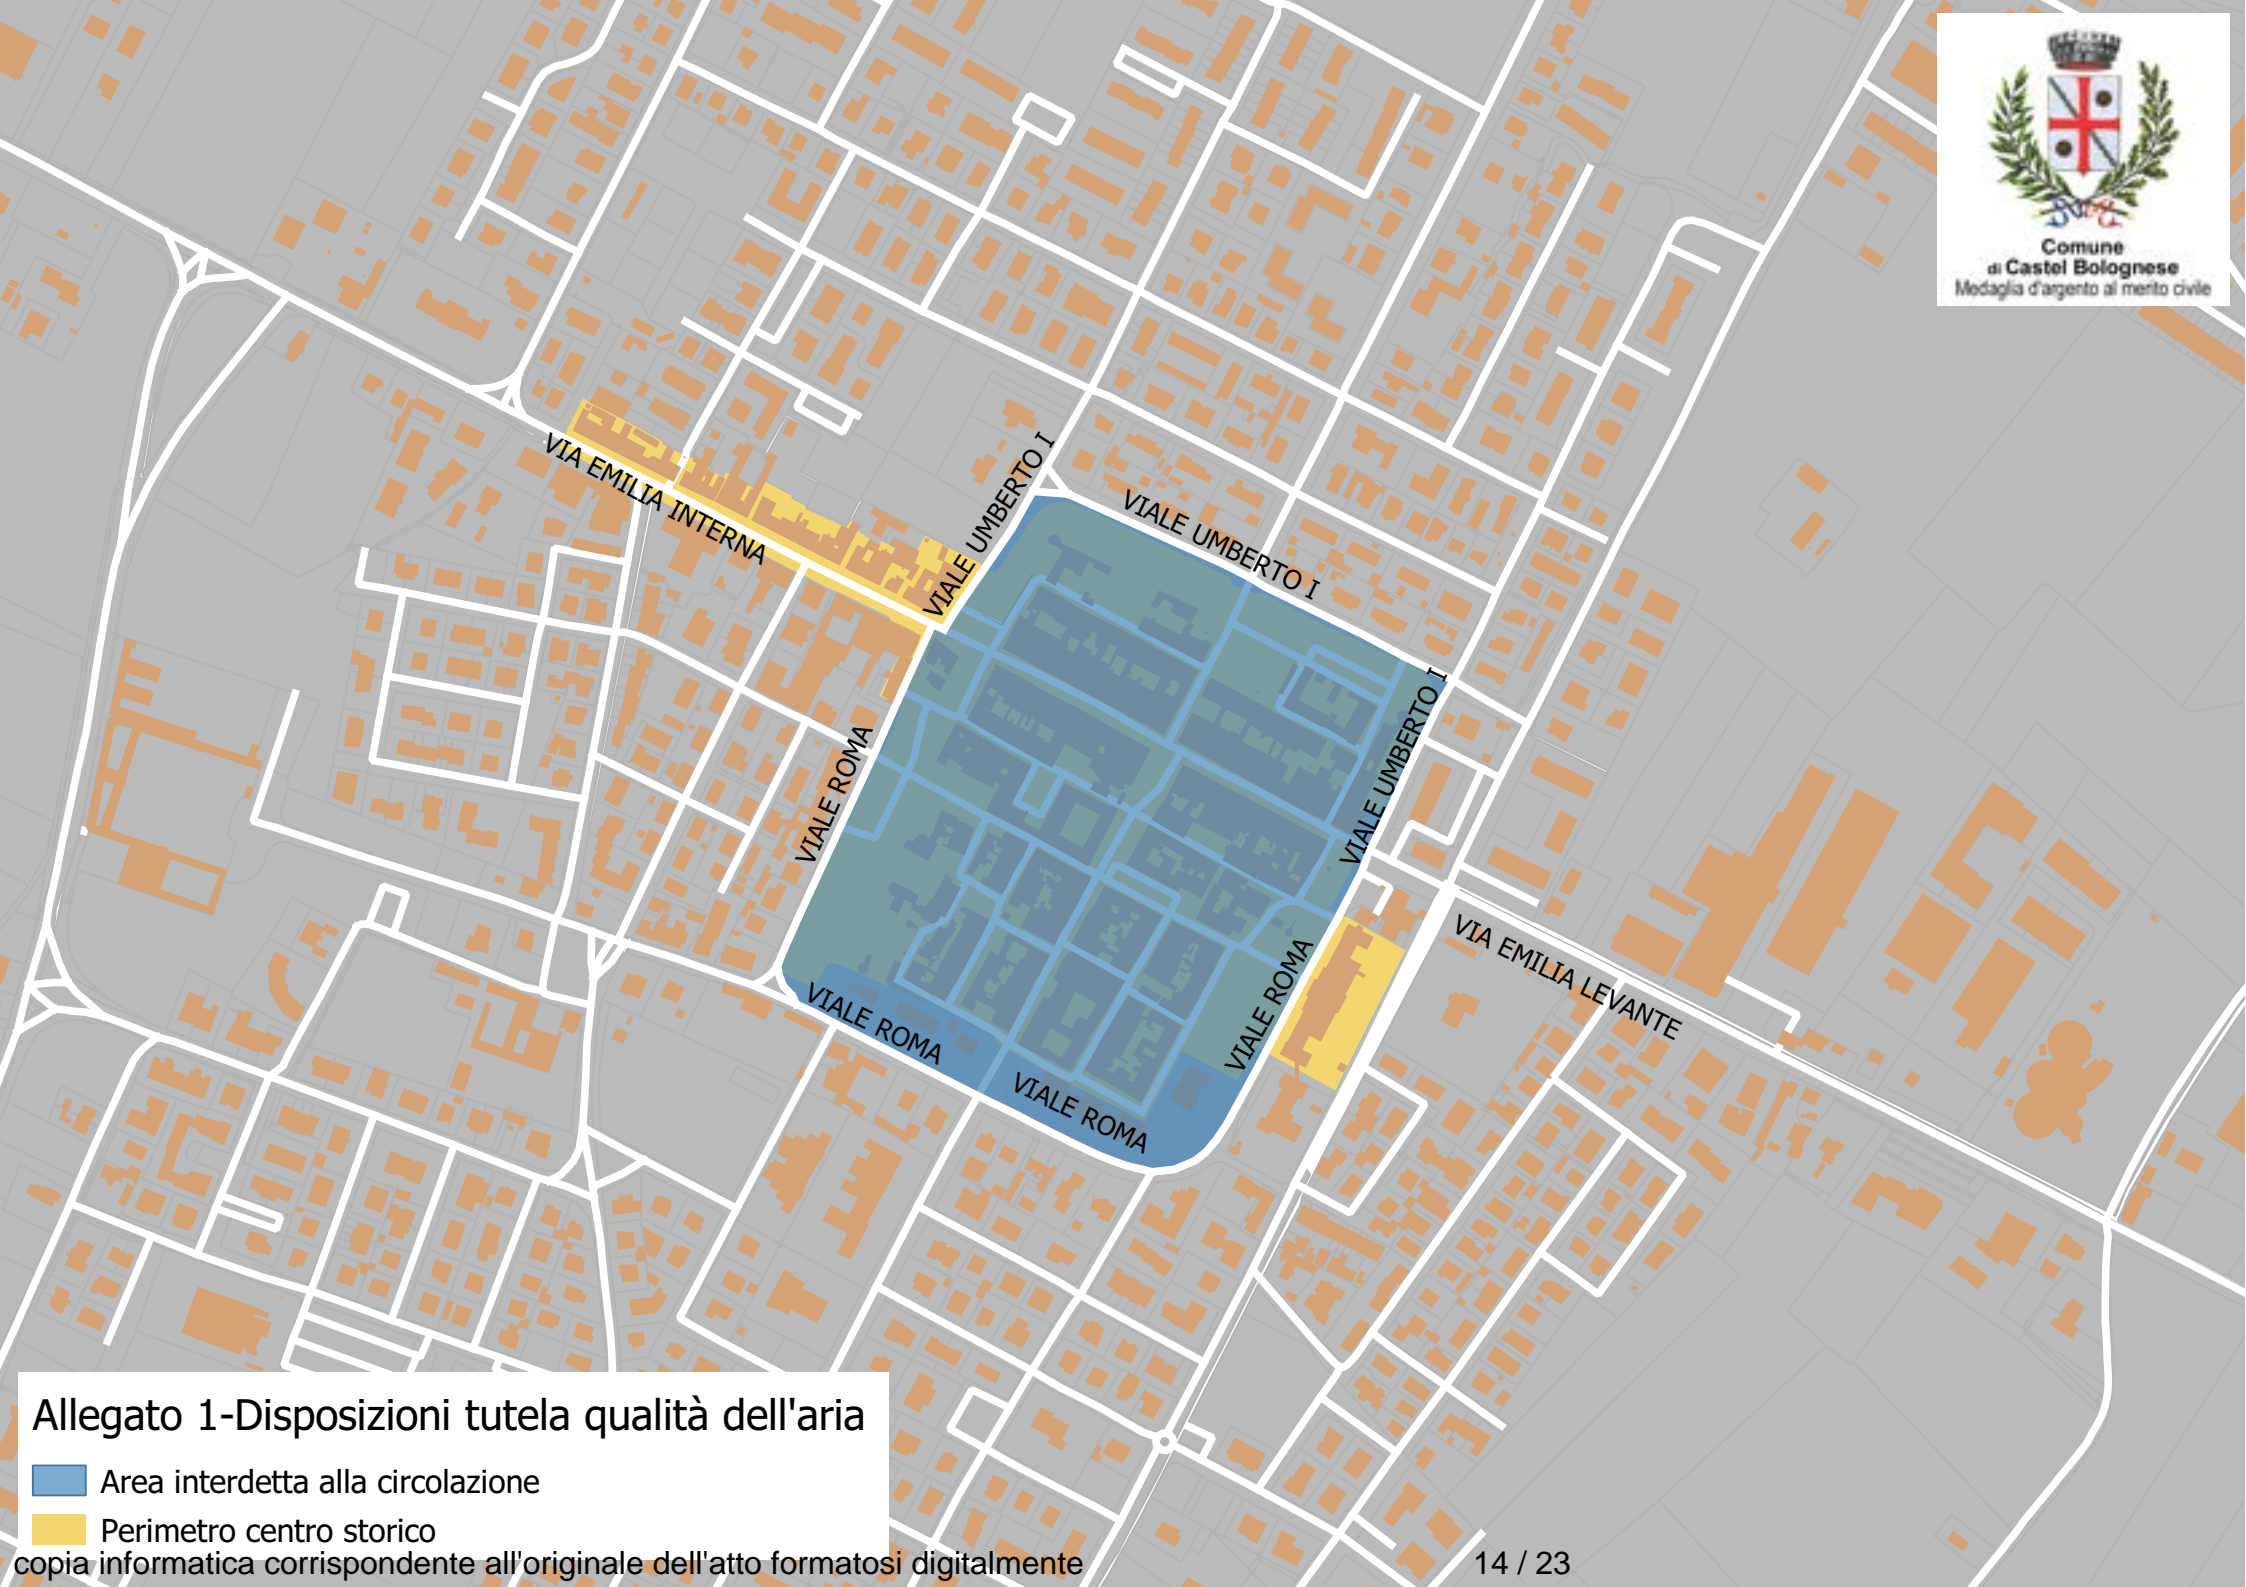 Comune
di Castel Bolognese
Medaglia d'argento al merito civile
VIA EMILIA INTERNA
VIALE UMBERTO I
VIALE UMBERTO I
VIALE UMBERTO I
VIALE ROMA
VIALE ROMA
VIALE ROMA
VIALE ROMA
VIA EMILIA LEVANTE
Allegato 1-Disposizioni tutela qualità dell'aria
Area interdetta alla circolazione
Perimetro centro storico
copia informatica corrispondente all'originale dell'atto formatosi digitalmente
14 / 23